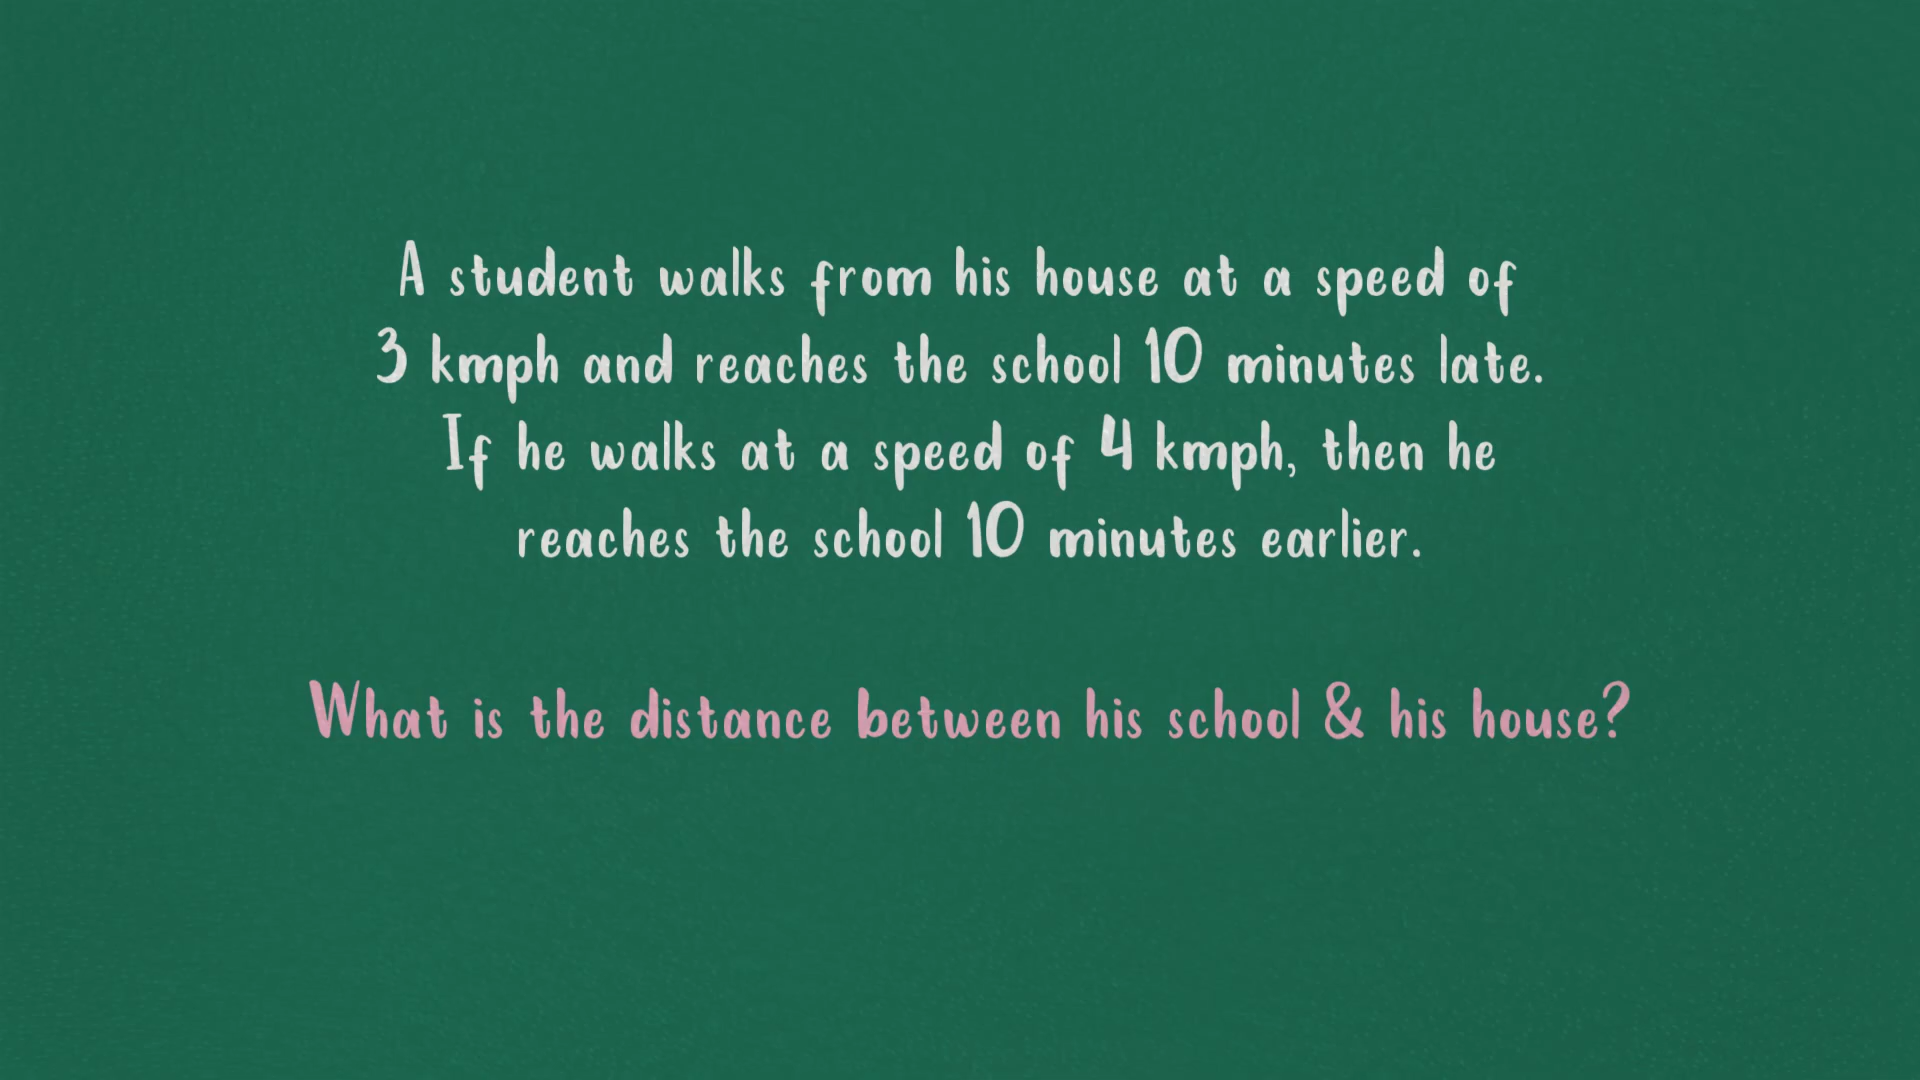 A student walks from his house at a speed of
3 kmph and reaches the school 10 minutes late.
If he walks at a speed of 4 kmph, then he
reaches the school 10 minutes earlier.
What is the distance between his school & his house?